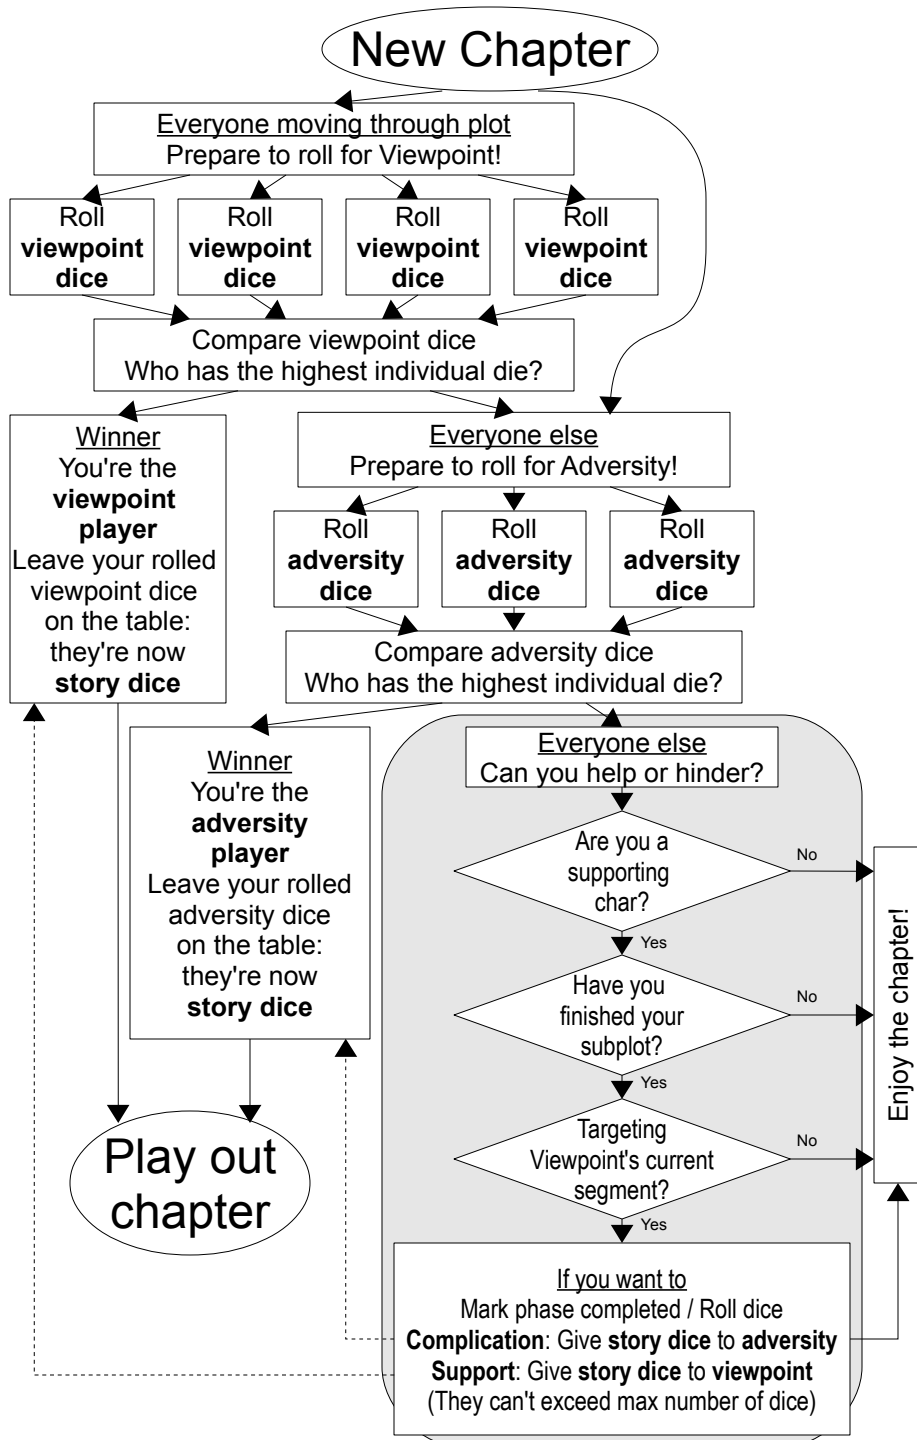 New Chapter
Everyone moving through plot
Prepare to roll for Viewpoint!
Roll
viewpoint
dice
Roll
viewpoint
dice
Roll
viewpoint
dice
Roll
viewpoint
dice
Compare viewpoint dice
Who has the highest individual die?
Winner
You're the
viewpoint
player
Leave your rolled
viewpoint dice
on the table:
they're now
story dice
Everyone else
Prepare to roll for Adversity!
Roll
adversity
dice
Roll
adversity
dice
Roll
adversity
dice
Compare adversity dice
Who has the highest individual die?
Winner
You're the
adversity
player
Leave your rolled
adversity dice
on the table:
they're now
story dice
Play out
chapter
Everyone else
Can you help or hinder?
Are you a
supporting
char?
No
Yes
Have you
finished your
subplot?
No
Yes
Targeting
Viewpoint's current
segment?
No
Yes
Enjoy the chapter!
If you want to
Mark phase completed / Roll dice
Complication: Give story dice to adversity
Support: Give story dice to viewpoint
(They can't exceed max number of dice)